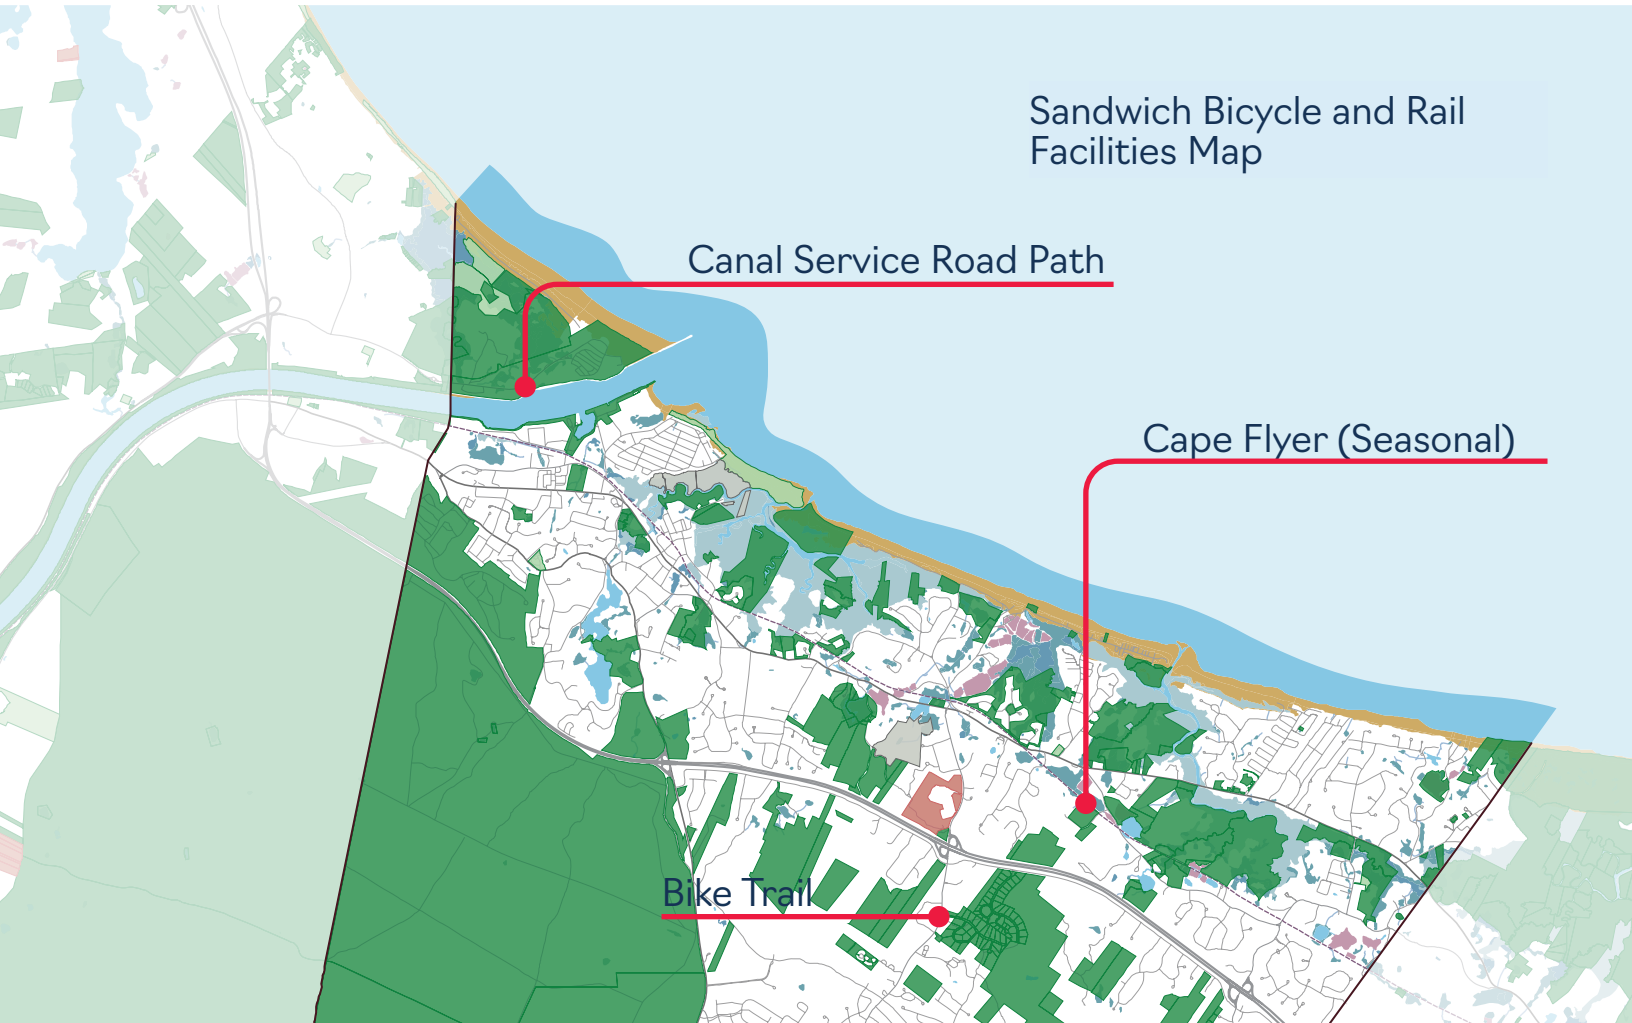 Sandwich Bicycle and Rail
Facilities Map
Canal Service Road Path
Cape Flyer (Seasonal)
Bike Trail